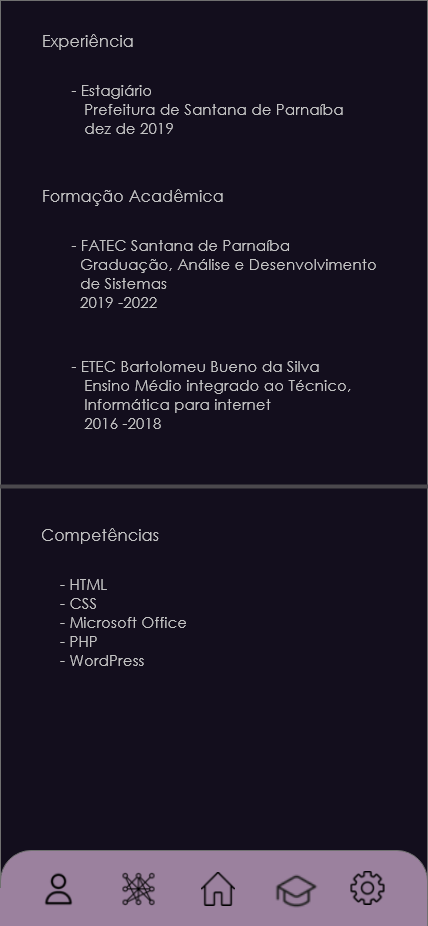 Experiência
- Estagiário
Prefeitura de Santana de Parnaíba
dez de 2019
Formação Acadêmica
- FATEC Santana de Parnaíba
Graduação, Análise e Desenvolvimento
de Sistemas
2019 -2022
- ETEC Bartolomeu Bueno da Silva
Ensino Médio integrado ao Técnico,
Informática para internet
2016 -2018
Competências
- HTML
- CSS
- Microsoft Office
- PHP
- WordPress